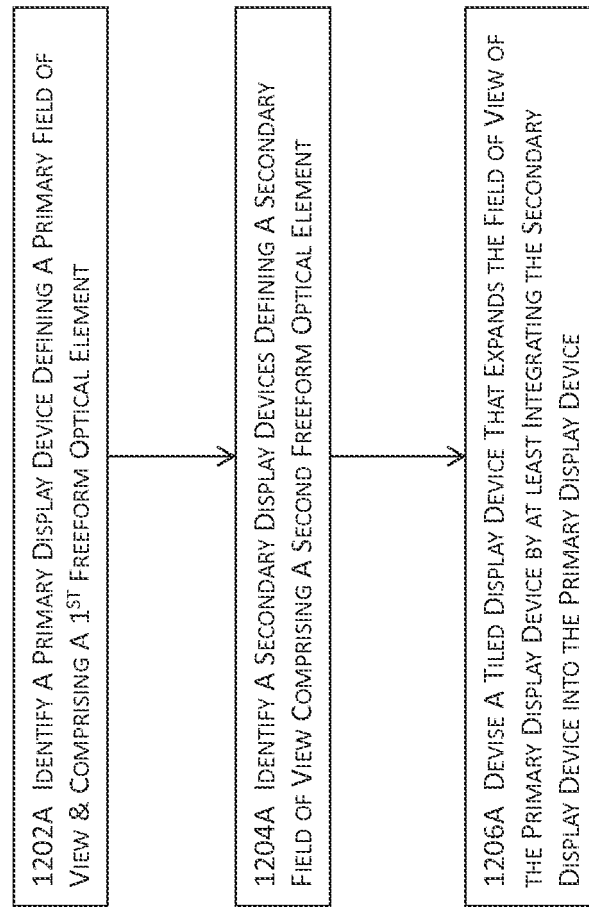 1202A IDENTIFY A PRIMARY DISPLAY DEVICE DEFINING A PRIMARY FIELD OF
VIEW & COMPRISING A 1ST FREEFORM OPTICAL ELEMENT
1204A IDENTIFY A SECONDARY DISPLAY DEVICES DEFINING A SECONDARY
FIELD OF VIEW COMPRISING A SECOND FREEFORM OPTICAL ELEMENT
1206A DEVISE A TILED DISPLAY DEVICE THAT EXPANDS THE FIELD OF VIEW OF
THE PRIMARY DISPLAY DEVICE BY AT LEAST INTEGRATING THE SECONDARY
DISPLAY DEVICE INTO THE PRIMARY DISPLAY DEVICE